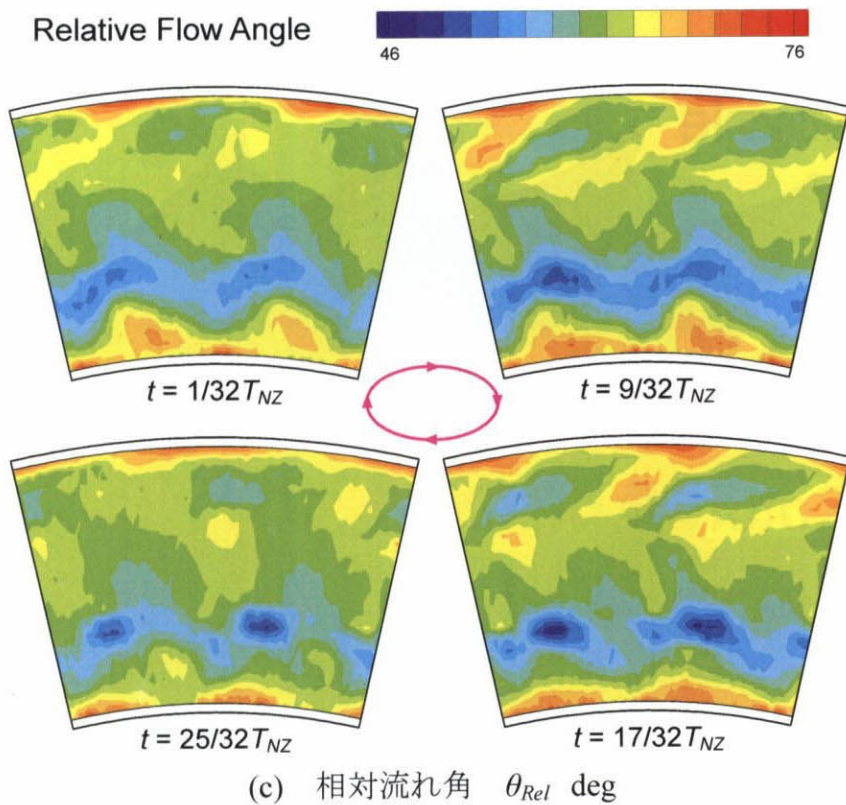 Relative Flow Angle
46 76
t = 1/32T_NZ
t = 9/32T_NZ
t = 25/32T_NZ
t = 17/32T_NZ
(c) 相対流れ角 θ_Rel deg